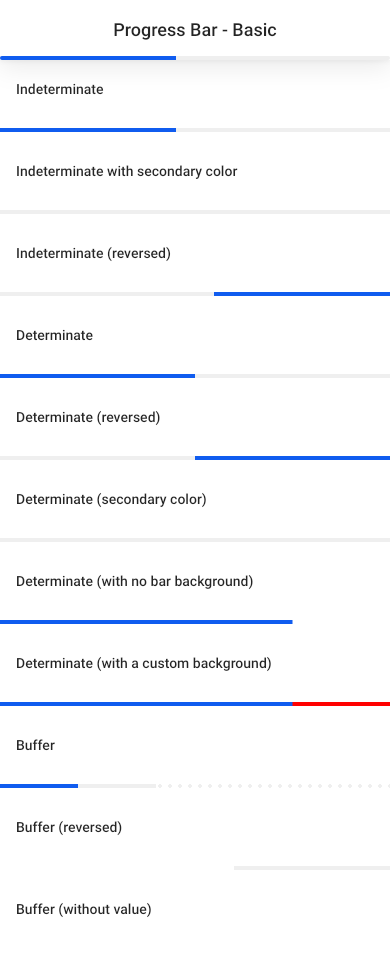 Progress Bar - Basic
Indeterminate
Indeterminate with secondary color
Indeterminate (reversed)
Determinate
Determinate (reversed)
Determinate (secondary color)
Determinate (with no bar background)
Determinate (with a custom background)
Buffer
Buffer (reversed)
Buffer (without value)